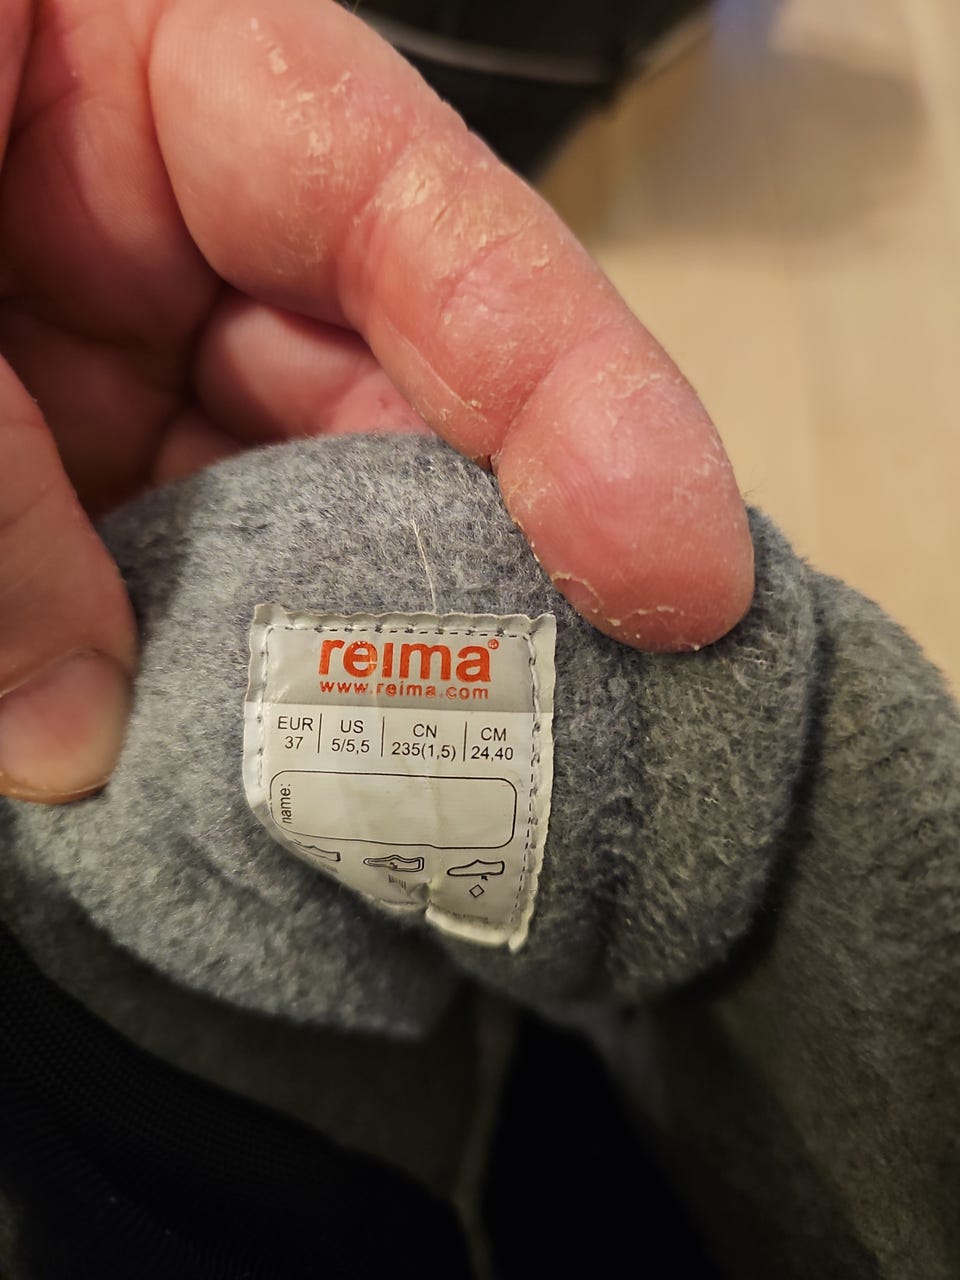 reima®
www.reima.com
EUR US CN CM
37 5/5,5 235(1,5) 24,40
name: